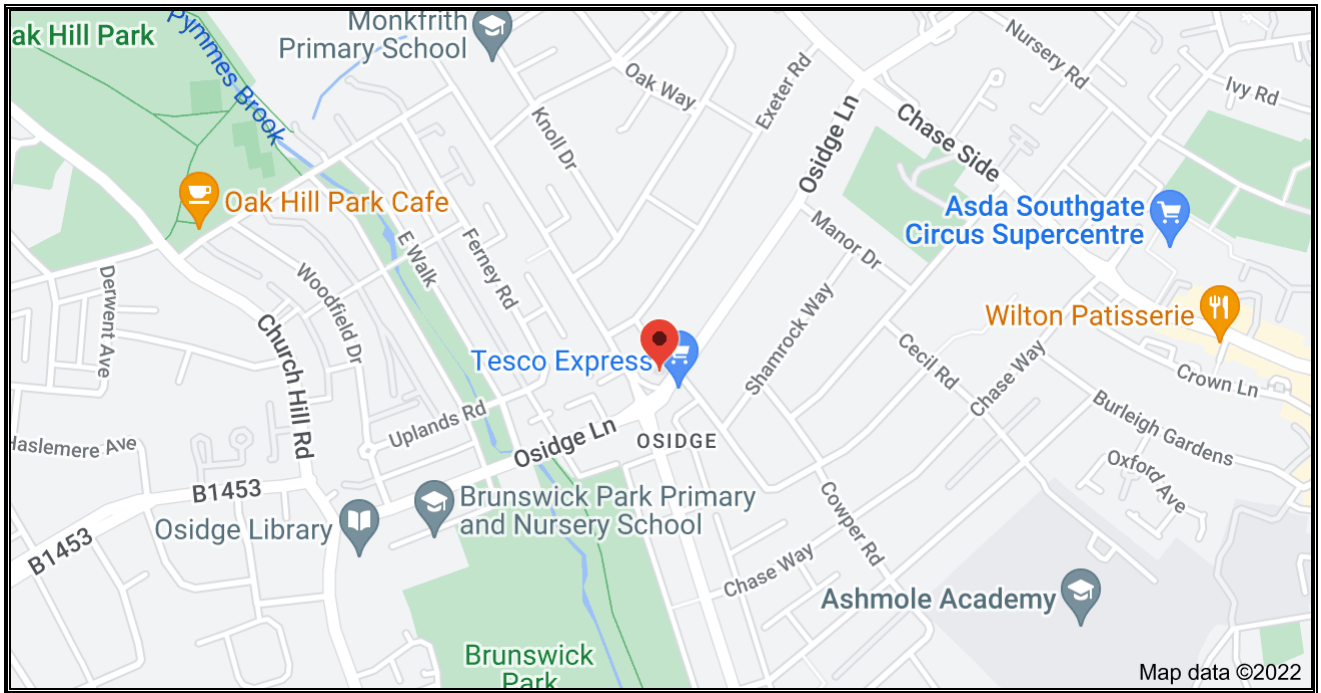 ak Hill Park
Pymmes Brook
Monkfrith
Primary School
Oak Way
Exeter Rd
Nursery Rd
Ivy Rd
Knoll Dr
Osidge Ln
Chase Side
Oak Hill Park Cafe
Asda Southgate
Circus Supercentre
E Walk
Ferney Rd
Manor Dr
Derwent Ave
Woodfield Dr
Church Hill Rd
Shamrock Way
Wilton Patisserie
Tesco Express
Cecil Rd
Chase Way
Crown Ln
Burleigh Gardens
Uplands Rd
Osidge Ln
OSIDGE
Haslemere Ave
Oxford Ave
B1453
Osidge Library
Brunswick Park Primary
and Nursery School
Cowper Rd
B1453
Chase Way
Ashmole Academy
Brunswick
Park
Map data ©2022